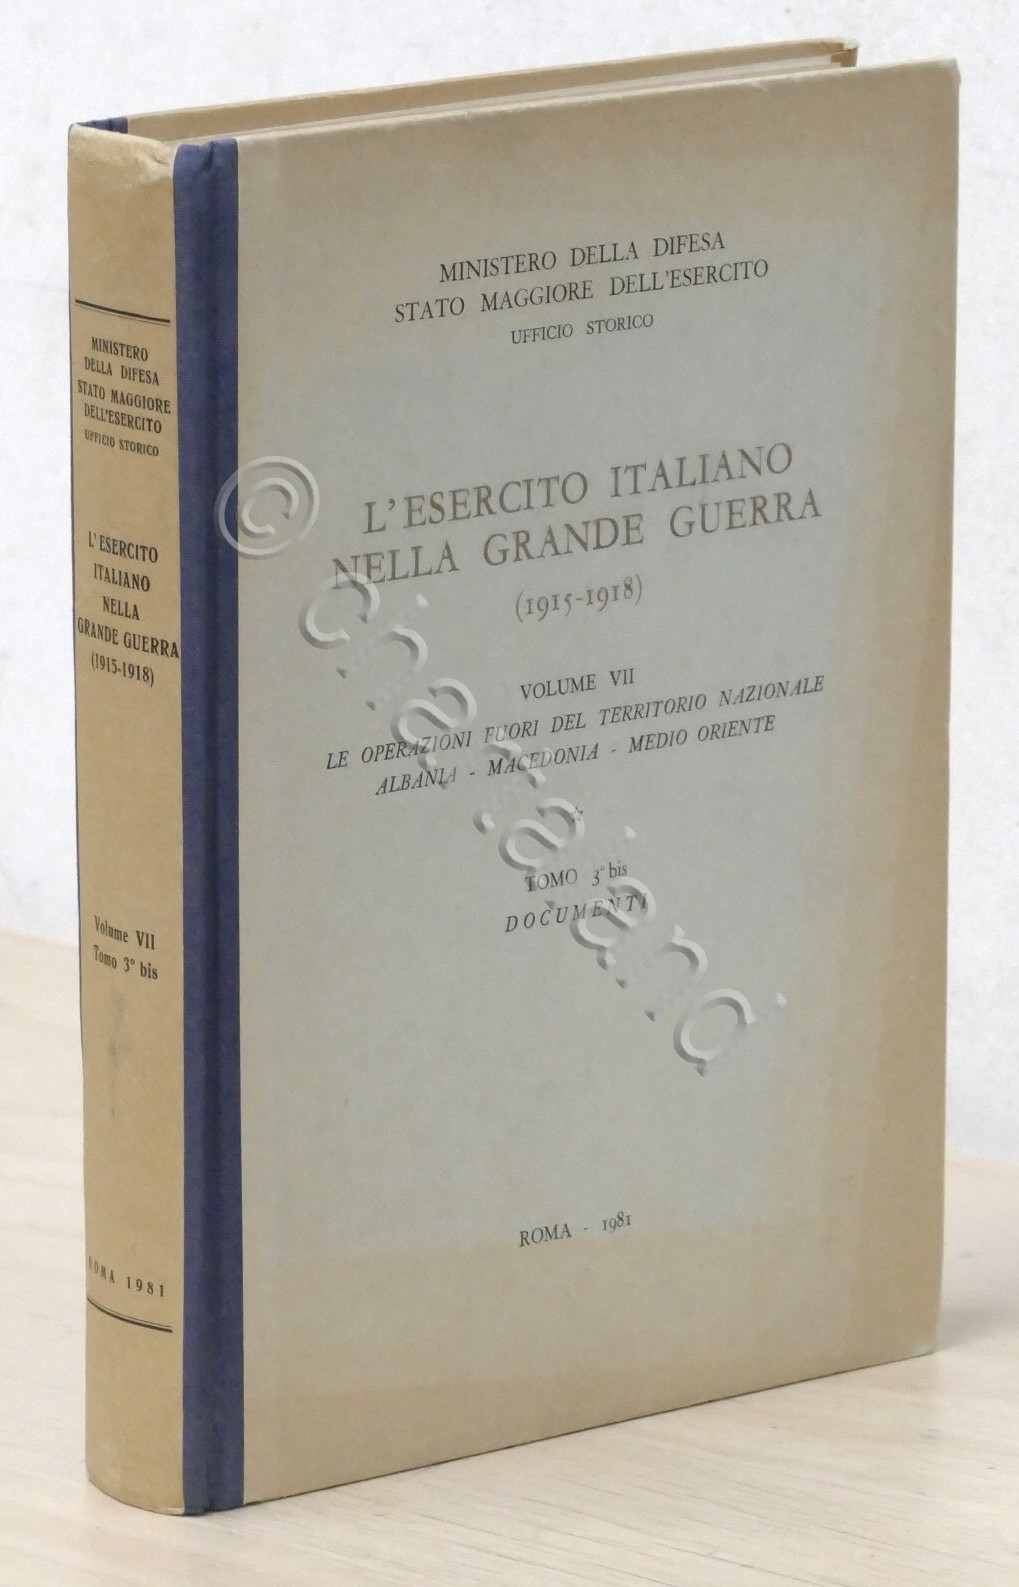 MINISTERO
DELLA DIFESA
STATO MAGGIORE
DELL'ESERCITO
UFFICIO STORICO
L'ESERCITO
ITALIANO
NELLA
GRANDE GUERRA
(1915-1918)
Volume VII
Tomo 3° bis
ROMA 1981
MINISTERO DELLA DIFESA
STATO MAGGIORE DELL'ESERCITO
UFFICIO STORICO
L'ESERCITO ITALIANO
NELLA GRANDE GUERRA
(1915-1918)
VOLUME VII
LE OPERAZIONI FUORI DEL TERRITORIO NAZIONALE
ALBANIA - MACEDONIA - MEDIO ORIENTE
☆
TOMO 3° bis
DOCUMENTI
ROMA - 1981